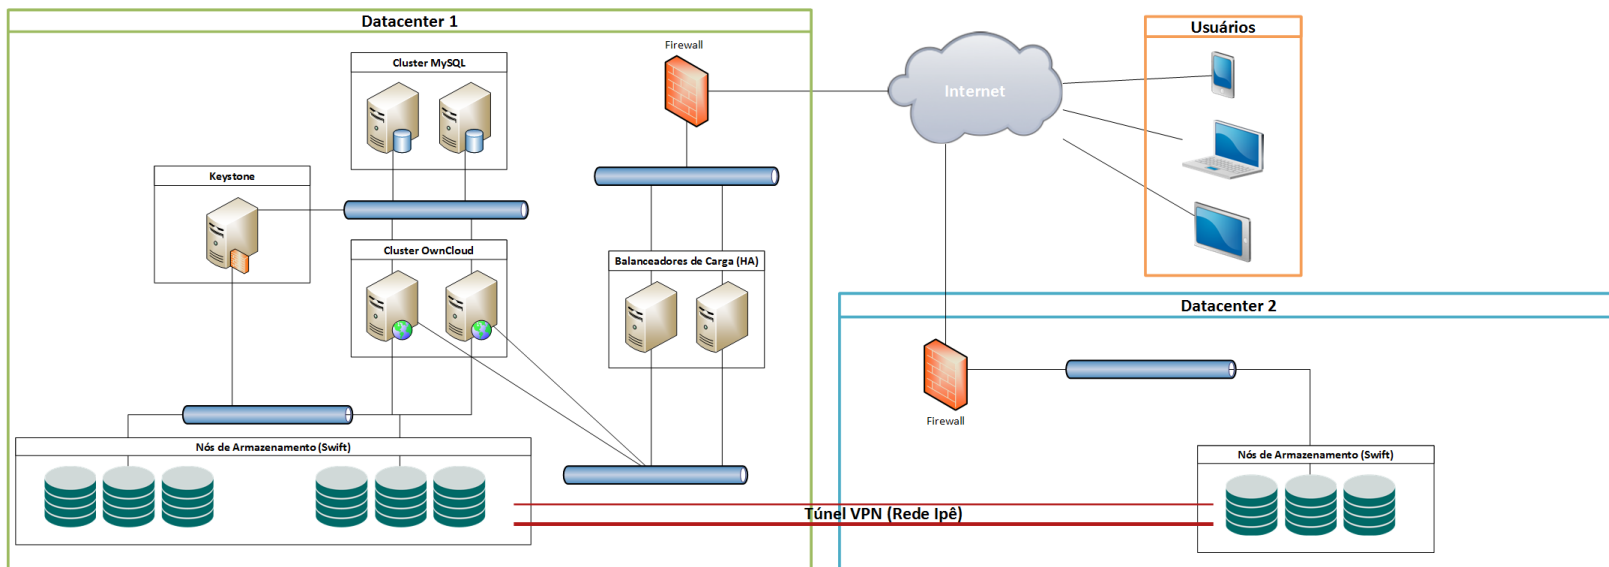 Datacenter 1
Usuários
Firewall
Cluster MySQL
Internet
Keystone
Cluster OwnCloud
Balanceadores de Carga (HA)
Datacenter 2
Firewall
Nós de Armazenamento (Swift)
Nós de Armazenamento (Swift)
Túnel VPN (Rede Ipê)